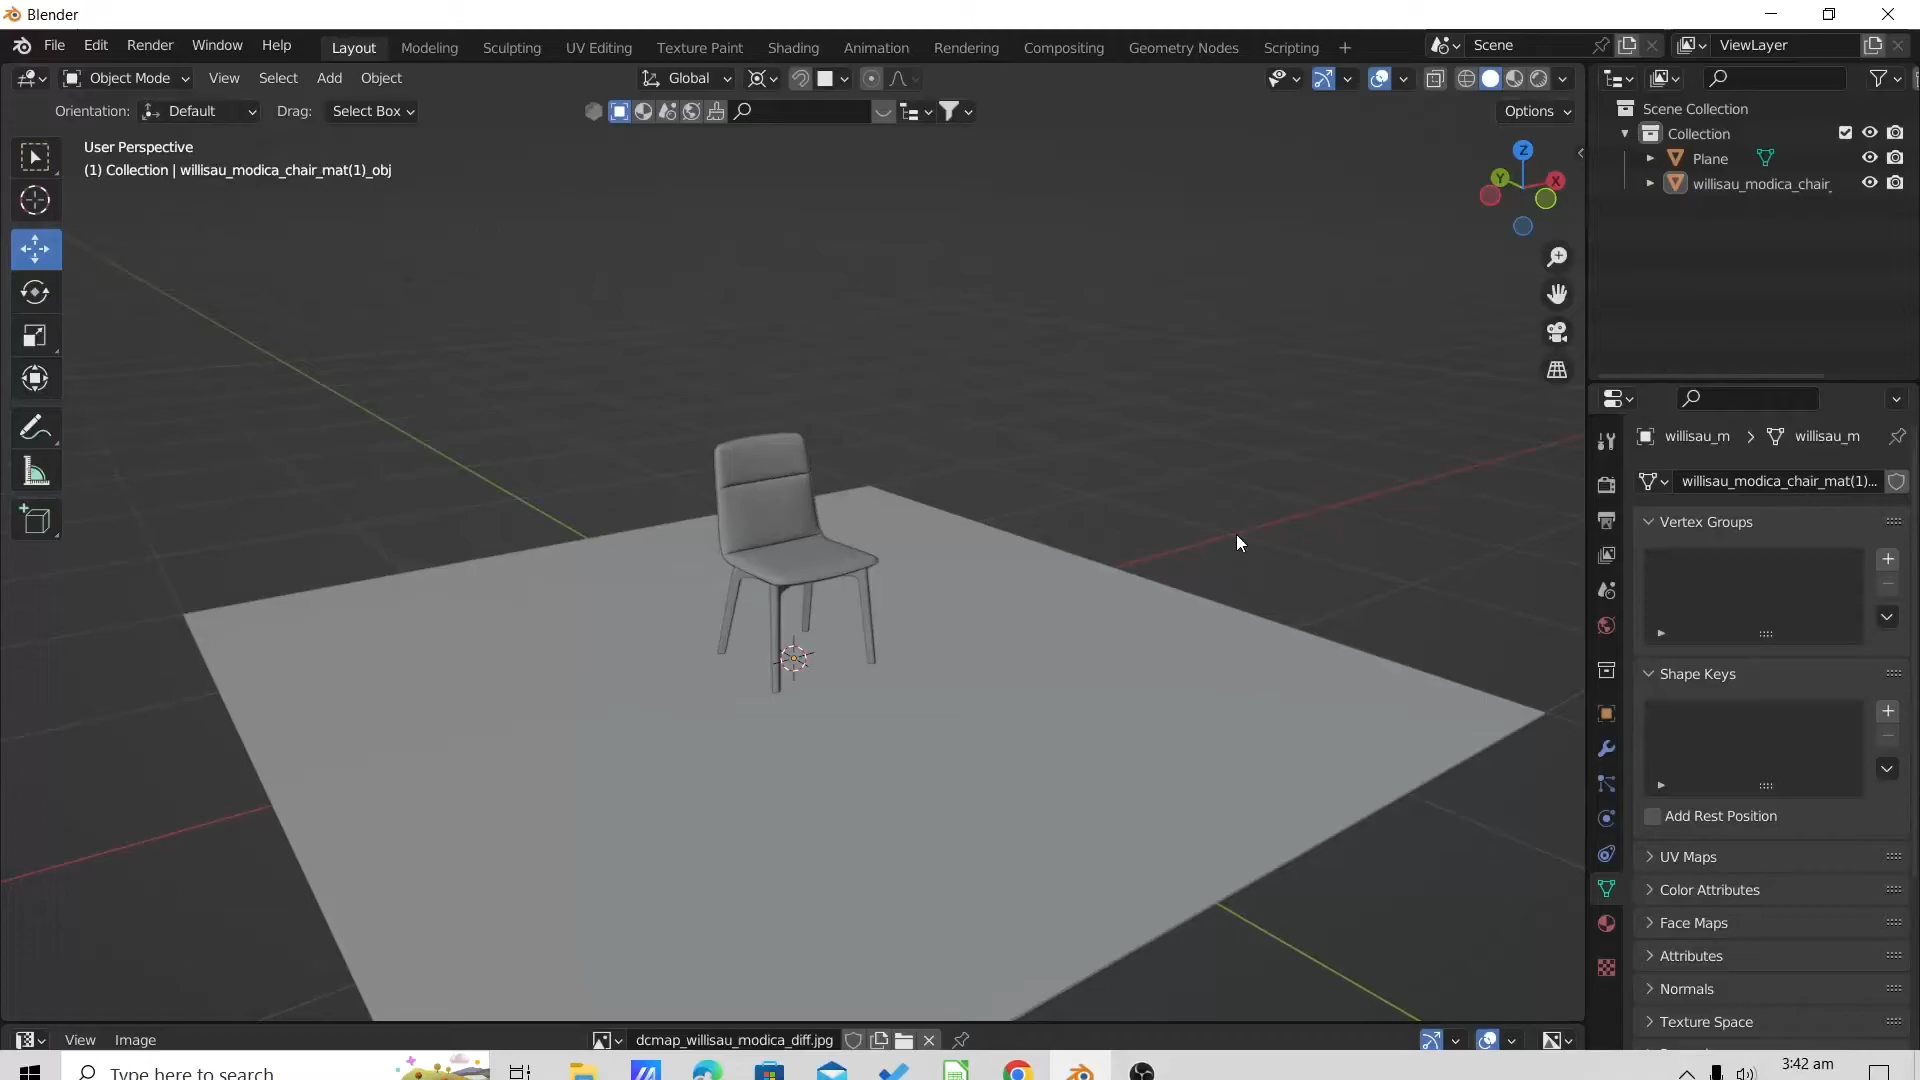 Blender
File Edit Render Window Help Layout Modeling Sculpting UV Editing Texture Paint Shading Animation Rendering Compositing Geometry Nodes Scripting + Scene ViewLayer
Object Mode View Select Add Object Global
Orientation: Default Drag: Select Box Options
User Perspective
(1) Collection | willisau_modica_chair_mat(1)_obj
Z
Y
X
Scene Collection
Collection
Plane
willisau_modica_chair_
willisau_m > willisau_m
willisau_modica_chair_mat(1)...
Vertex Groups
Shape Keys
Add Rest Position
UV Maps
Color Attributes
Face Maps
Attributes
Normals
Texture Space
View Image dcmap_willisau_modica_diff.jpg
Type here to search
3:42 am